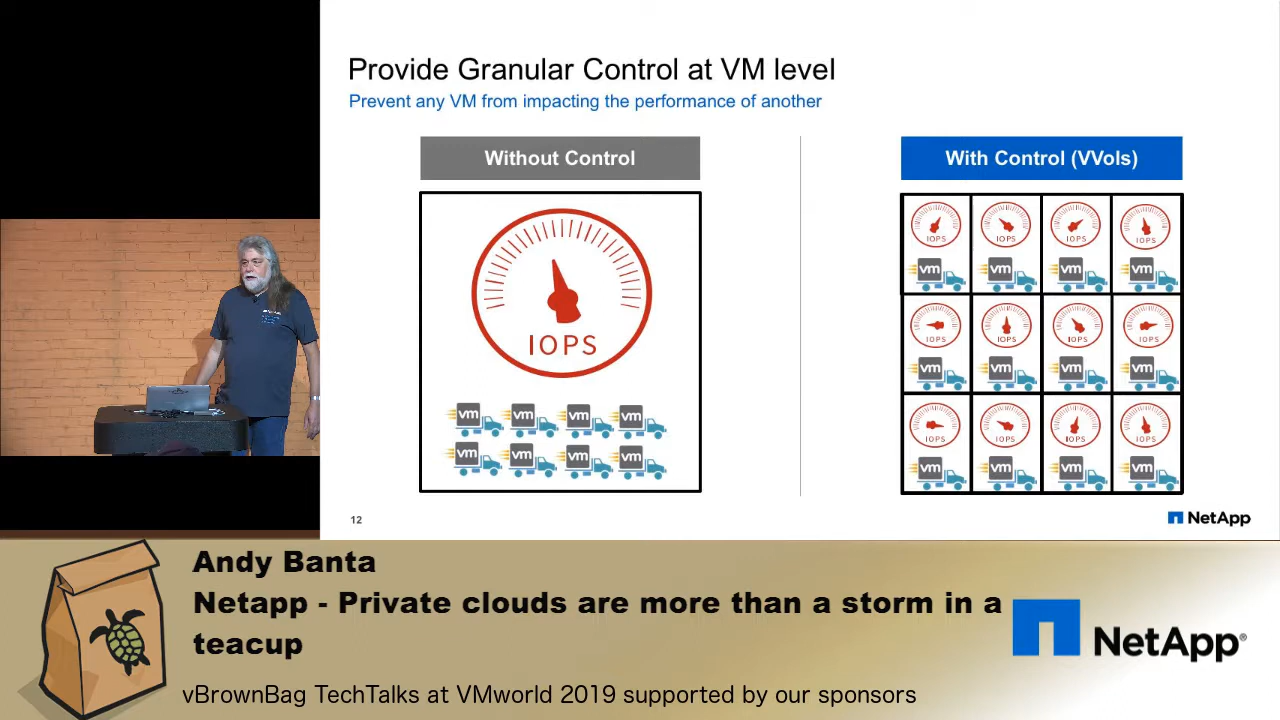 Provide Granular Control at VM level
Prevent any VM from impacting the performance of another
Without Control
With Control (VVols)
IOPS
vm vm vm vm
vm vm vm vm
IOPS IOPS IOPS IOPS
vm vm vm vm
IOPS IOPS IOPS IOPS
vm vm vm vm
IOPS IOPS IOPS IOPS
vm vm vm vm
12
NetApp
Andy Banta
Netapp - Private clouds are more than a storm in a
teacup
NetApp®
vBrownBag TechTalks at VMworld 2019 supported by our sponsors